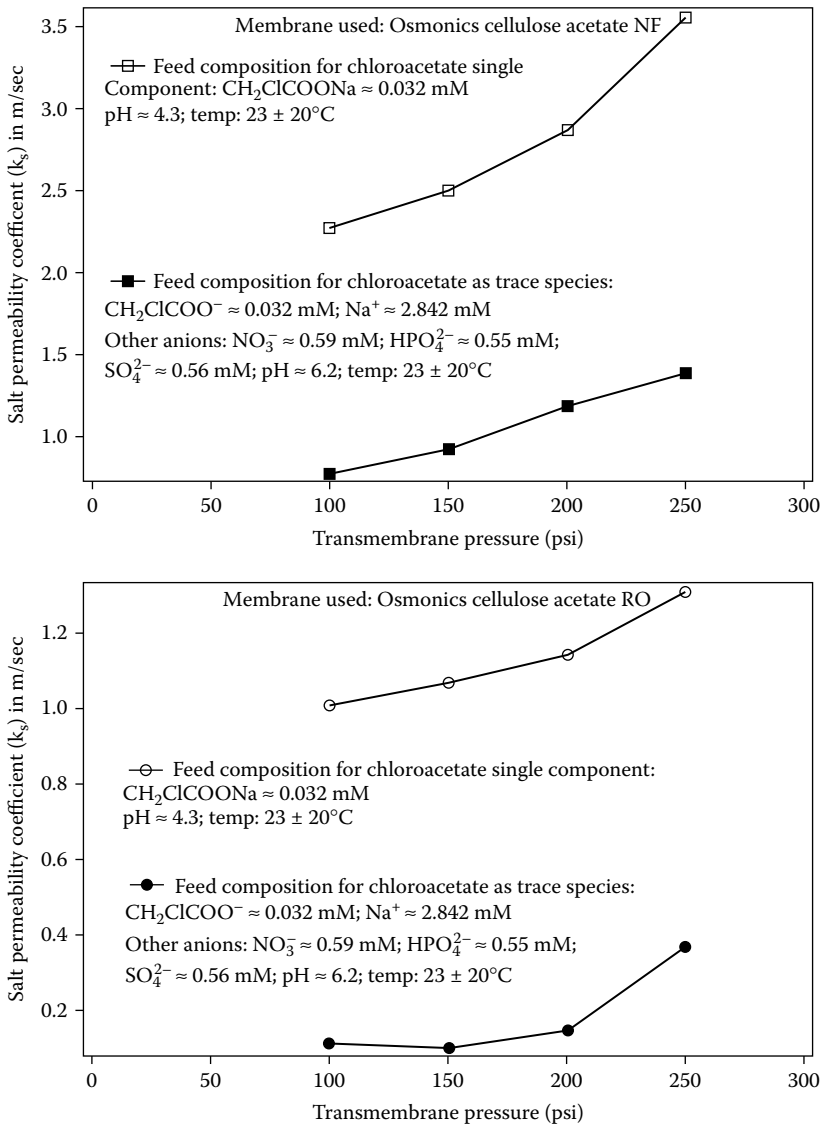 Membrane used: Osmonics cellulose acetate NF
Feed composition for chloroacetate single
Component: CH₂ClCOONa ≈ 0.032 mM
pH ≈ 4.3; temp: 23 ± 20°C
Feed composition for chloroacetate as trace species:
CH₂ClCOO⁻ ≈ 0.032 mM; Na⁺ ≈ 2.842 mM
Other anions: NO₃⁻ ≈ 0.59 mM; HPO₄²⁻ ≈ 0.55 mM;
SO₄²⁻ ≈ 0.56 mM; pH ≈ 6.2; temp: 23 ± 20°C
Salt permeability coefficent (kₛ) in m/sec
3.5
3.0
2.5
2.0
1.5
1.0
0 50 100 150 200 250 300
Transmembrane pressure (psi)
Membrane used: Osmonics cellulose acetate RO
Feed composition for chloroacetate single component:
CH₂ClCOONa ≈ 0.032 mM
pH ≈ 4.3; temp: 23 ± 20°C
Feed composition for chloroacetate as trace species:
CH₂ClCOO⁻ ≈ 0.032 mM; Na⁺ ≈ 2.842 mM
Other anions: NO₃⁻ ≈ 0.59 mM; HPO₄²⁻ ≈ 0.55 mM;
SO₄²⁻ ≈ 0.56 mM; pH ≈ 6.2; temp: 23 ± 20°C
Salt permeability coefficient (kₛ) in m/sec
1.2
1.0
0.8
0.6
0.4
0.2
0 50 100 150 200 250 300
Transmembrane pressure (psi)